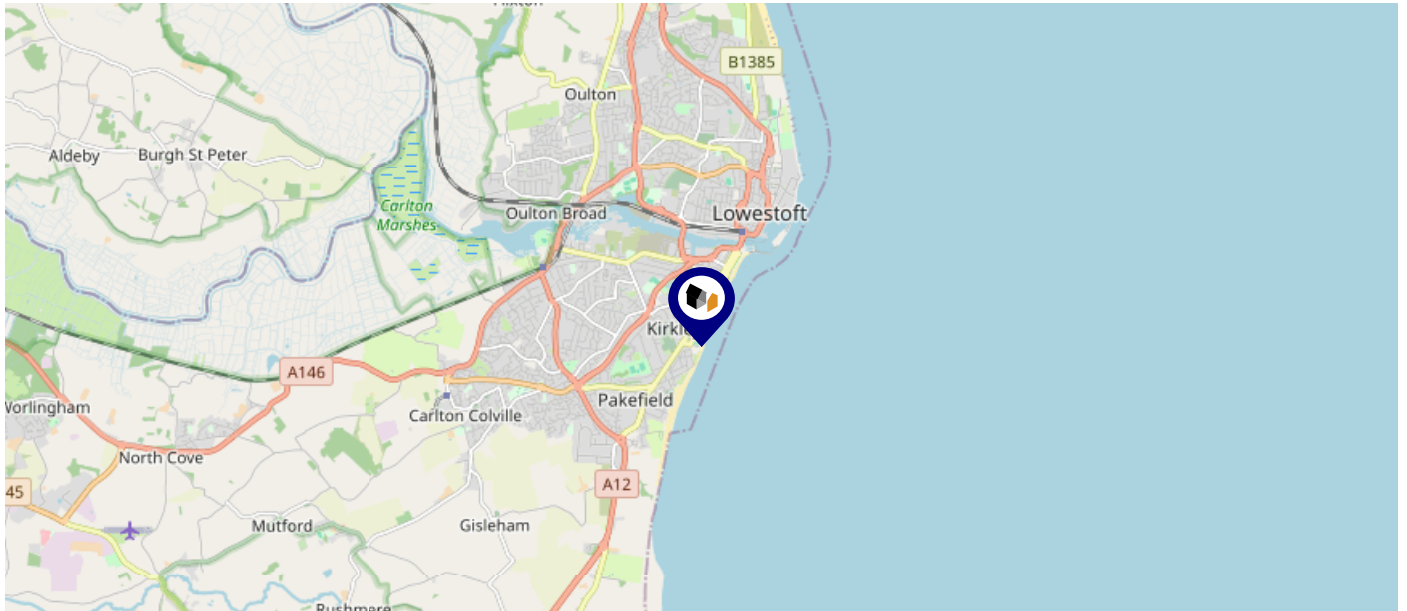 B1385
Oulton
Aldeby
Burgh St Peter
Carlton
Marshes
Oulton Broad
Lowestoft
A146
Pakefield
Carlton Colville
North Cove
45
A12
Mutford
Gisleham